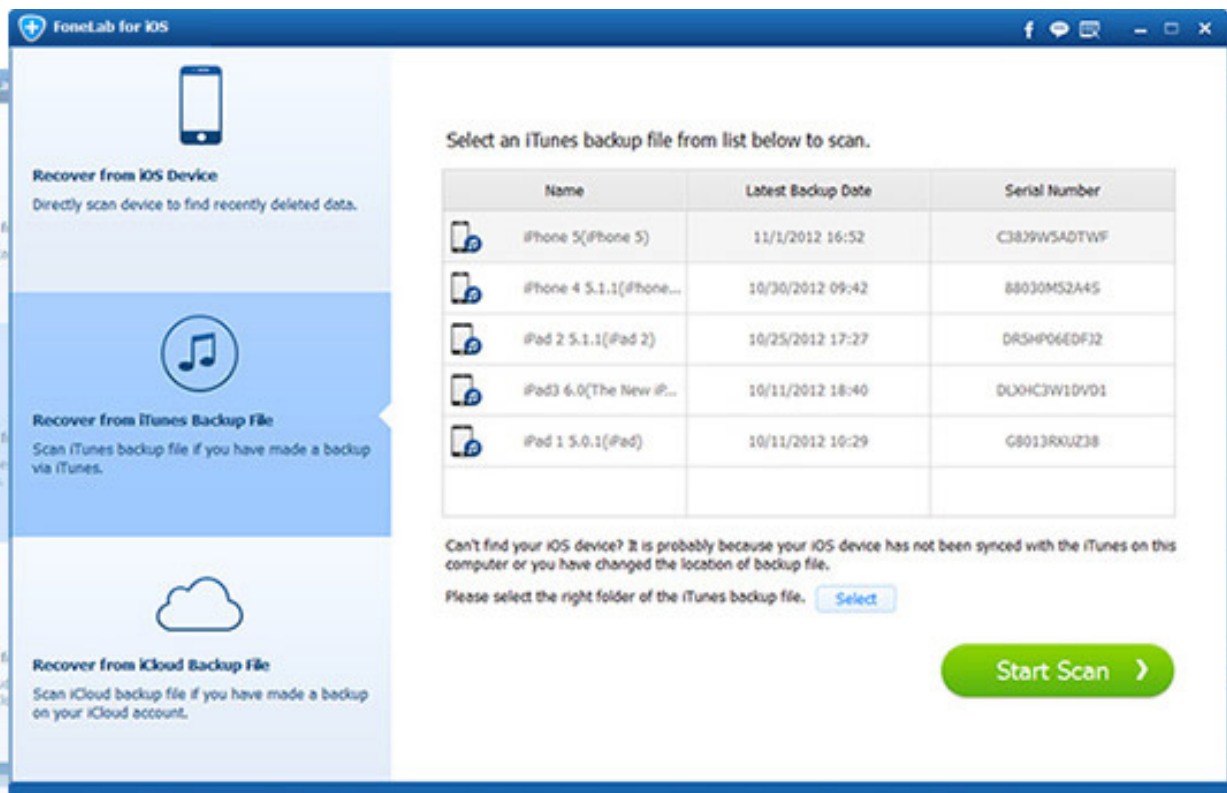 FoneLab for iOS
Recover from iOS Device
Directly scan device to find recently deleted data.
Recover from iTunes Backup File
Scan iTunes backup file if you have made a backup
via iTunes.
Recover from iCloud Backup File
Scan iCloud backup file if you have made a backup
on your iCloud account.
Select an iTunes backup file from list below to scan.
Name Latest Backup Date Serial Number
iPhone 5(iPhone 5) 11/1/2012 16:52 C38J9W5ADTWF
iPhone 4 5.1.1(iPhone... 10/30/2012 09:42 88030M52A4S
iPad 2 5.1.1(iPad 2) 10/25/2012 17:27 DR5HP06EDFJ2
iPad3 6.0(The New iP... 10/11/2012 18:40 DLXHC3W1DVD1
iPad 1 5.0.1(iPad) 10/11/2012 10:29 G8013RKUZ38
Can't find your iOS device? It is probably because your iOS device has not been synced with the iTunes on this
computer or you have changed the location of backup file.
Please select the right folder of the iTunes backup file. Select
Start Scan